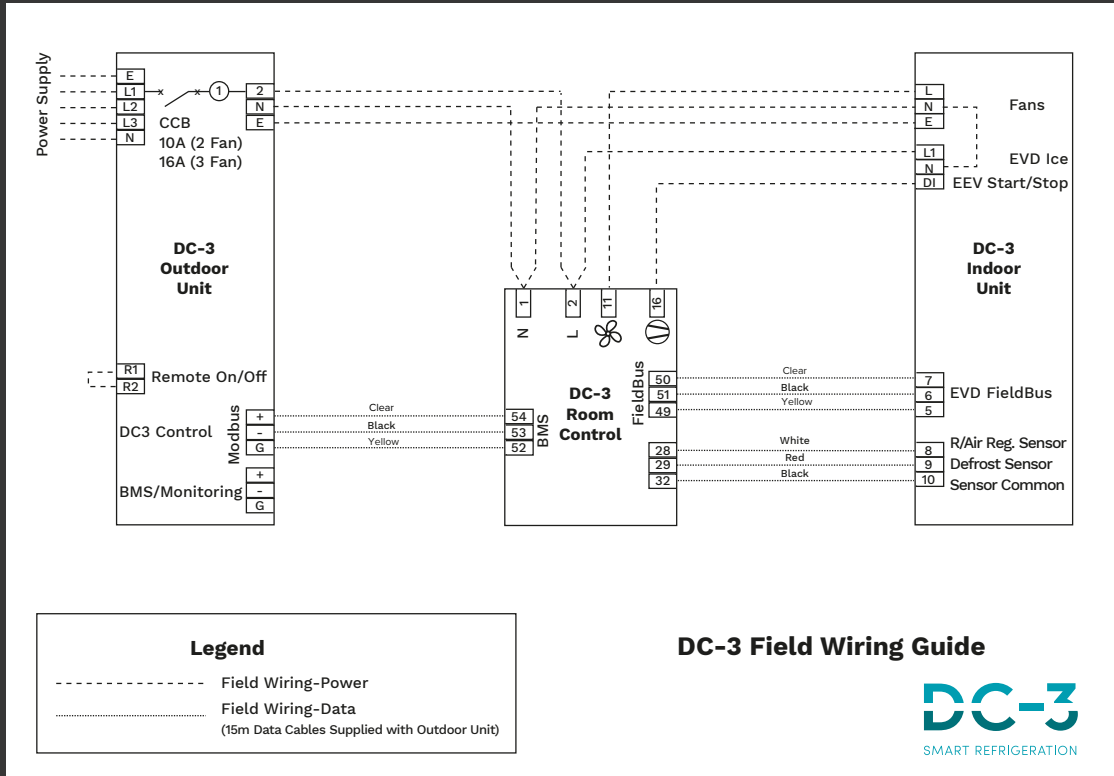 Power Supply
E
L1
L2
L3
N
1
2
N
E
CCB
10A (2 Fan)
16A (3 Fan)
DC-3
Outdoor
Unit
R1
R2
Remote On/Off
DC3 Control
Modbus
+
-
G
BMS/Monitoring
+
-
G
Clear
Black
Yellow
1
2
11
16
N
L
54
53
52
BMS
DC-3
Room
Control
FieldBus
50
51
49
28
29
32
Clear
Black
Yellow
White
Red
Black
L
N
E
Fans
L1
N
DI
EVD Ice
EEV Start/Stop
DC-3
Indoor
Unit
7
6
5
EVD FieldBus
8
9
10
R/Air Reg. Sensor
Defrost Sensor
Sensor Common
Legend
Field Wiring-Power
Field Wiring-Data
(15m Data Cables Supplied with Outdoor Unit)
DC-3 Field Wiring Guide
DC-3
SMART REFRIGERATION